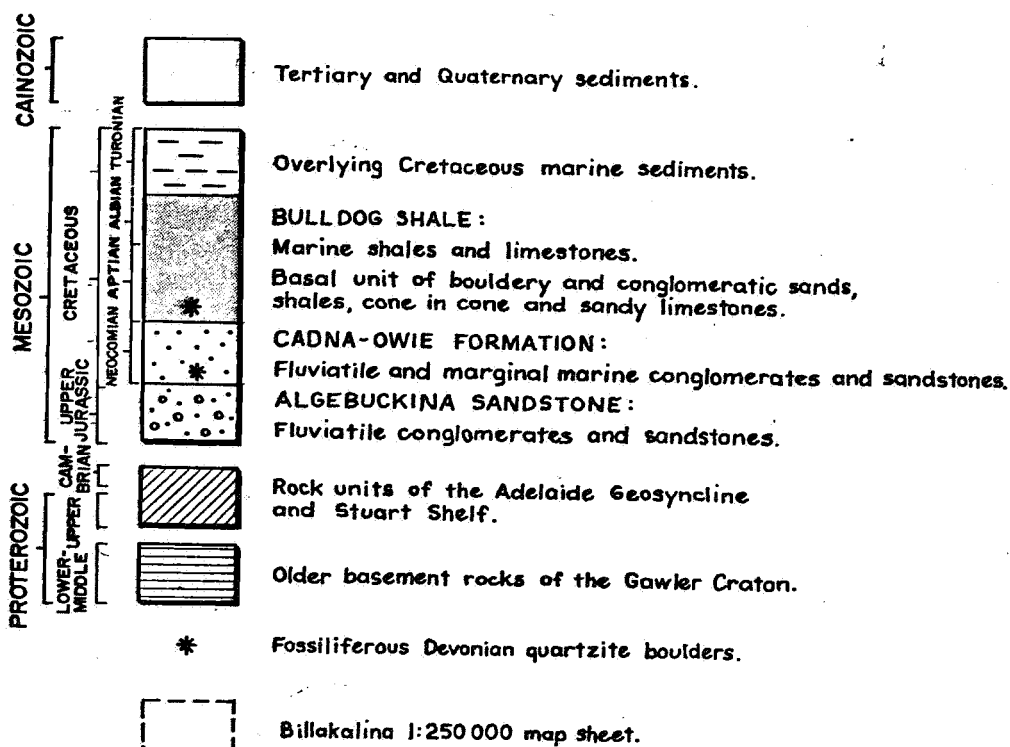 CAINOZOIC
Tertiary and Quaternary sediments.
MESOZOIC
CRETACEOUS
UPPER
JURASSIC
NEOCOMIAN APTIAN ALBIAN TURONIAN
Overlying Cretaceous marine sediments.
BULLDOG SHALE:
Marine shales and limestones.
Basal unit of bouldery and conglomeratic sands,
shales, cone in cone and sandy limestones.
CADNA-OWIE FORMATION:
Fluviatile and marginal marine conglomerates and sandstones.
ALGEBUCKINA SANDSTONE:
Fluviatile conglomerates and sandstones.
CAM-
BRIAN
PROTEROZOIC
UPPER
LOWER-
MIDDLE
Rock units of the Adelaide Geosyncline
and Stuart Shelf.
Older basement rocks of the Gawler Craton.
Fossiliferous Devonian quartzite boulders.
Billakalina 1:250 000 map sheet.